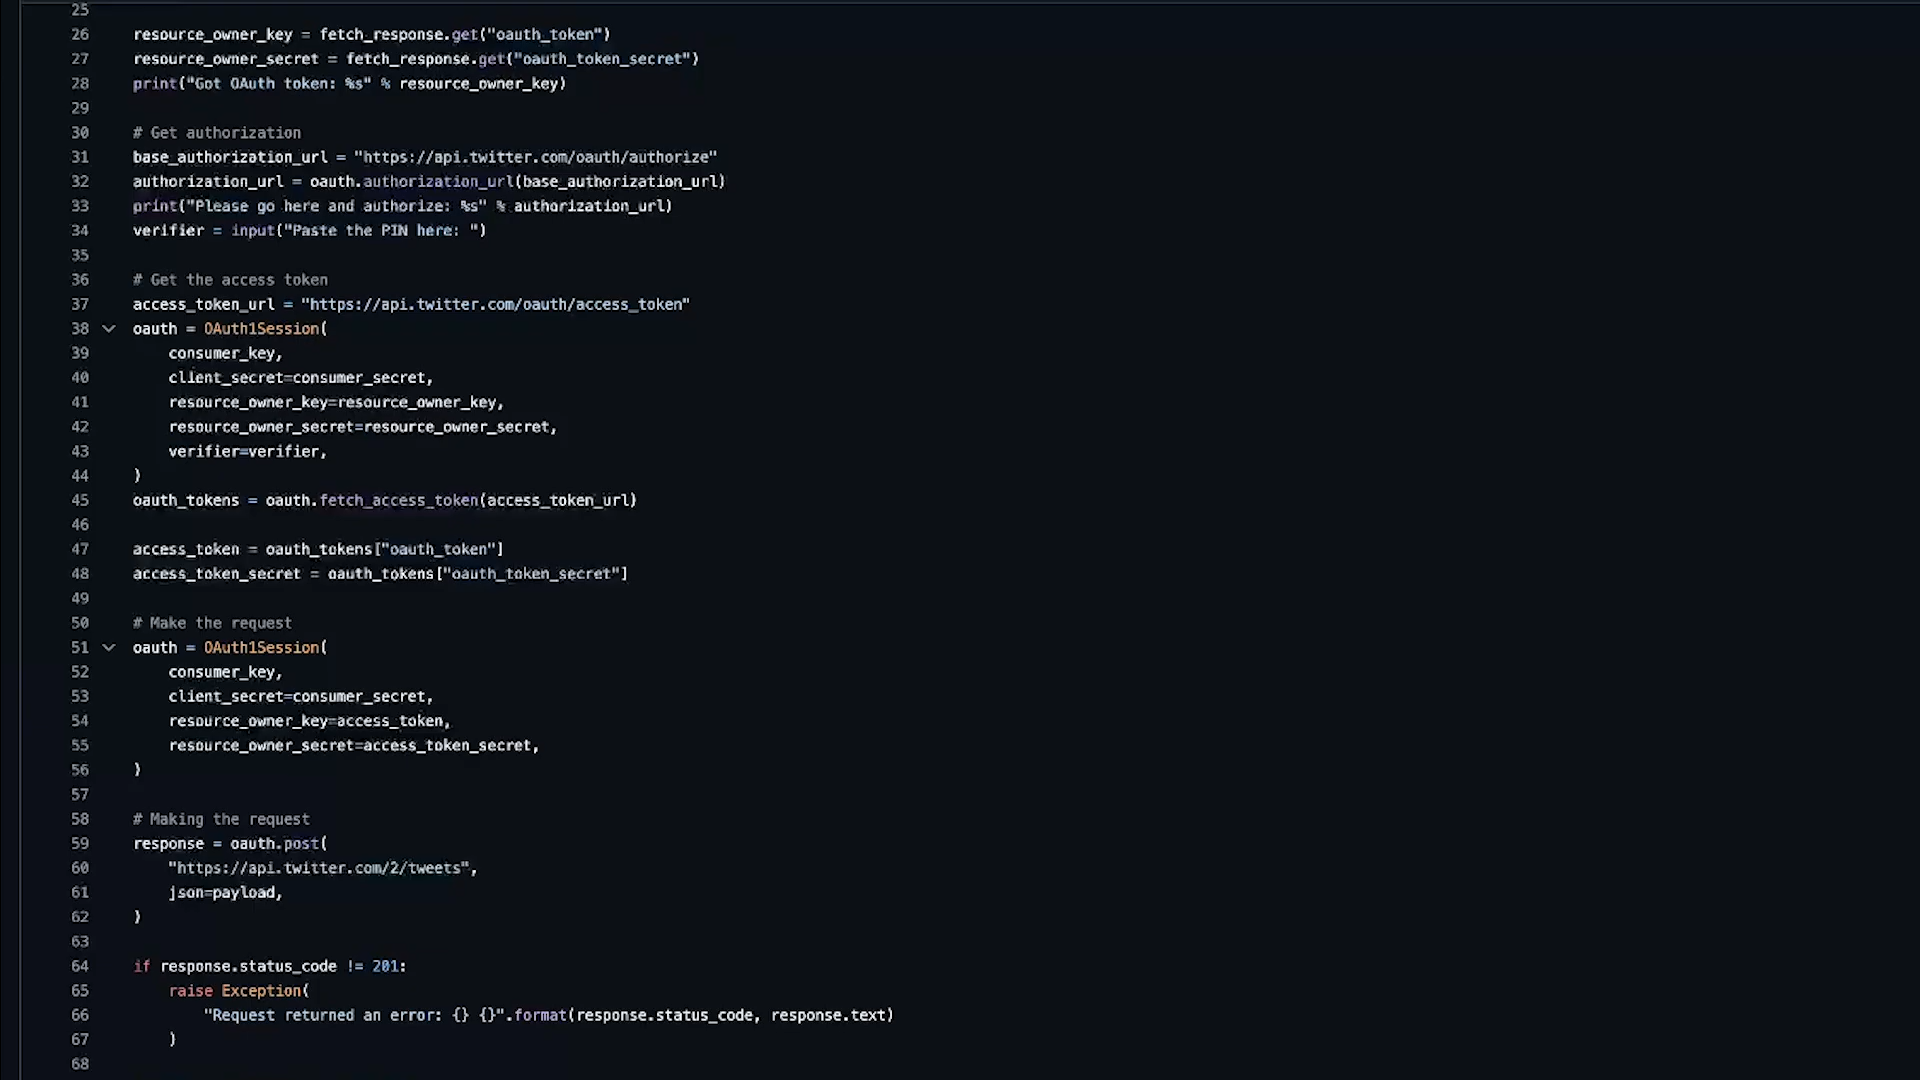 25
26 resource_owner_key = fetch_response.get("oauth_token")
27 resource_owner_secret = fetch_response.get("oauth_token_secret")
28 print("Got OAuth token: %s" % resource_owner_key)
29
30 # Get authorization
31 base_authorization_url = "https://api.twitter.com/oauth/authorize"
32 authorization_url = oauth.authorization_url(base_authorization_url)
33 print("Please go here and authorize: %s" % authorization_url)
34 verifier = input("Paste the PIN here: ")
35
36 # Get the access token
37 access_token_url = "https://api.twitter.com/oauth/access_token"
38 oauth = OAuth1Session(
39     consumer_key,
40     client_secret=consumer_secret,
41     resource_owner_key=resource_owner_key,
42     resource_owner_secret=resource_owner_secret,
43     verifier=verifier,
44 )
45 oauth_tokens = oauth.fetch_access_token(access_token_url)
46
47 access_token = oauth_tokens["oauth_token"]
48 access_token_secret = oauth_tokens["oauth_token_secret"]
49
50 # Make the request
51 oauth = OAuth1Session(
52     consumer_key,
53     client_secret=consumer_secret,
54     resource_owner_key=access_token,
55     resource_owner_secret=access_token_secret,
56 )
57
58 # Making the request
59 response = oauth.post(
60     "https://api.twitter.com/2/tweets",
61     json=payload,
62 )
63
64 if response.status_code != 201:
65     raise Exception(
66         "Request returned an error: {} {}".format(response.status_code, response.text)
67     )
68